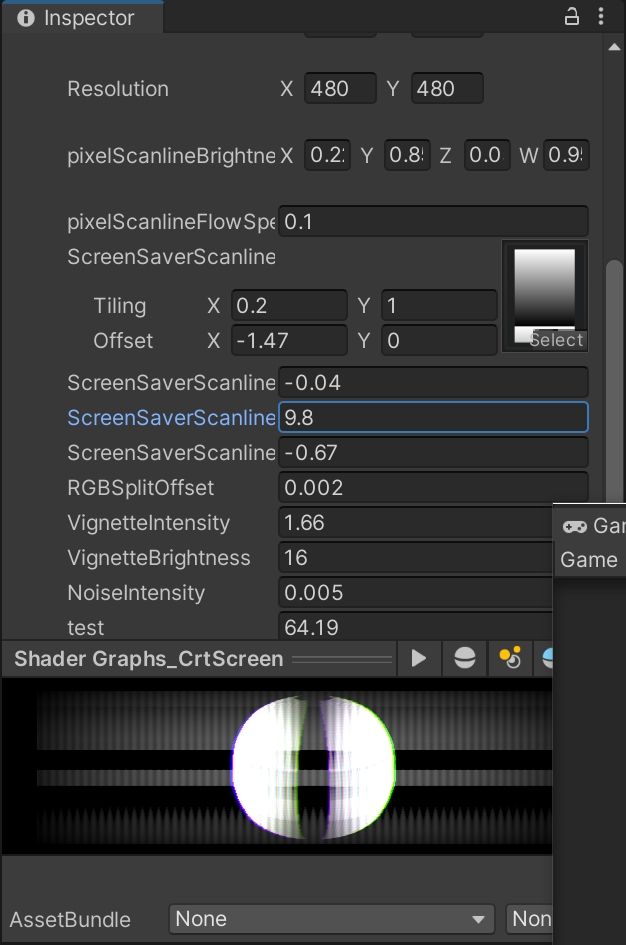 Inspector
Resolution X 480 Y 480
pixelScanlineBrightne X 0.2 Y 0.8 Z 0.0 W 0.9
pixelScanlineFlowSpe 0.1
ScreenSaverScanline
Tiling X 0.2 Y 1
Offset X -1.47 Y 0
Select
ScreenSaverScanline -0.04
ScreenSaverScanline 9.8
ScreenSaverScanline -0.67
RGBSplitOffset 0.002
VignetteIntensity 1.66
VignetteBrightness 16
NoiseIntensity 0.005
test 64.19
Gar
Game
Shader Graphs_CrtScreen
AssetBundle None Non